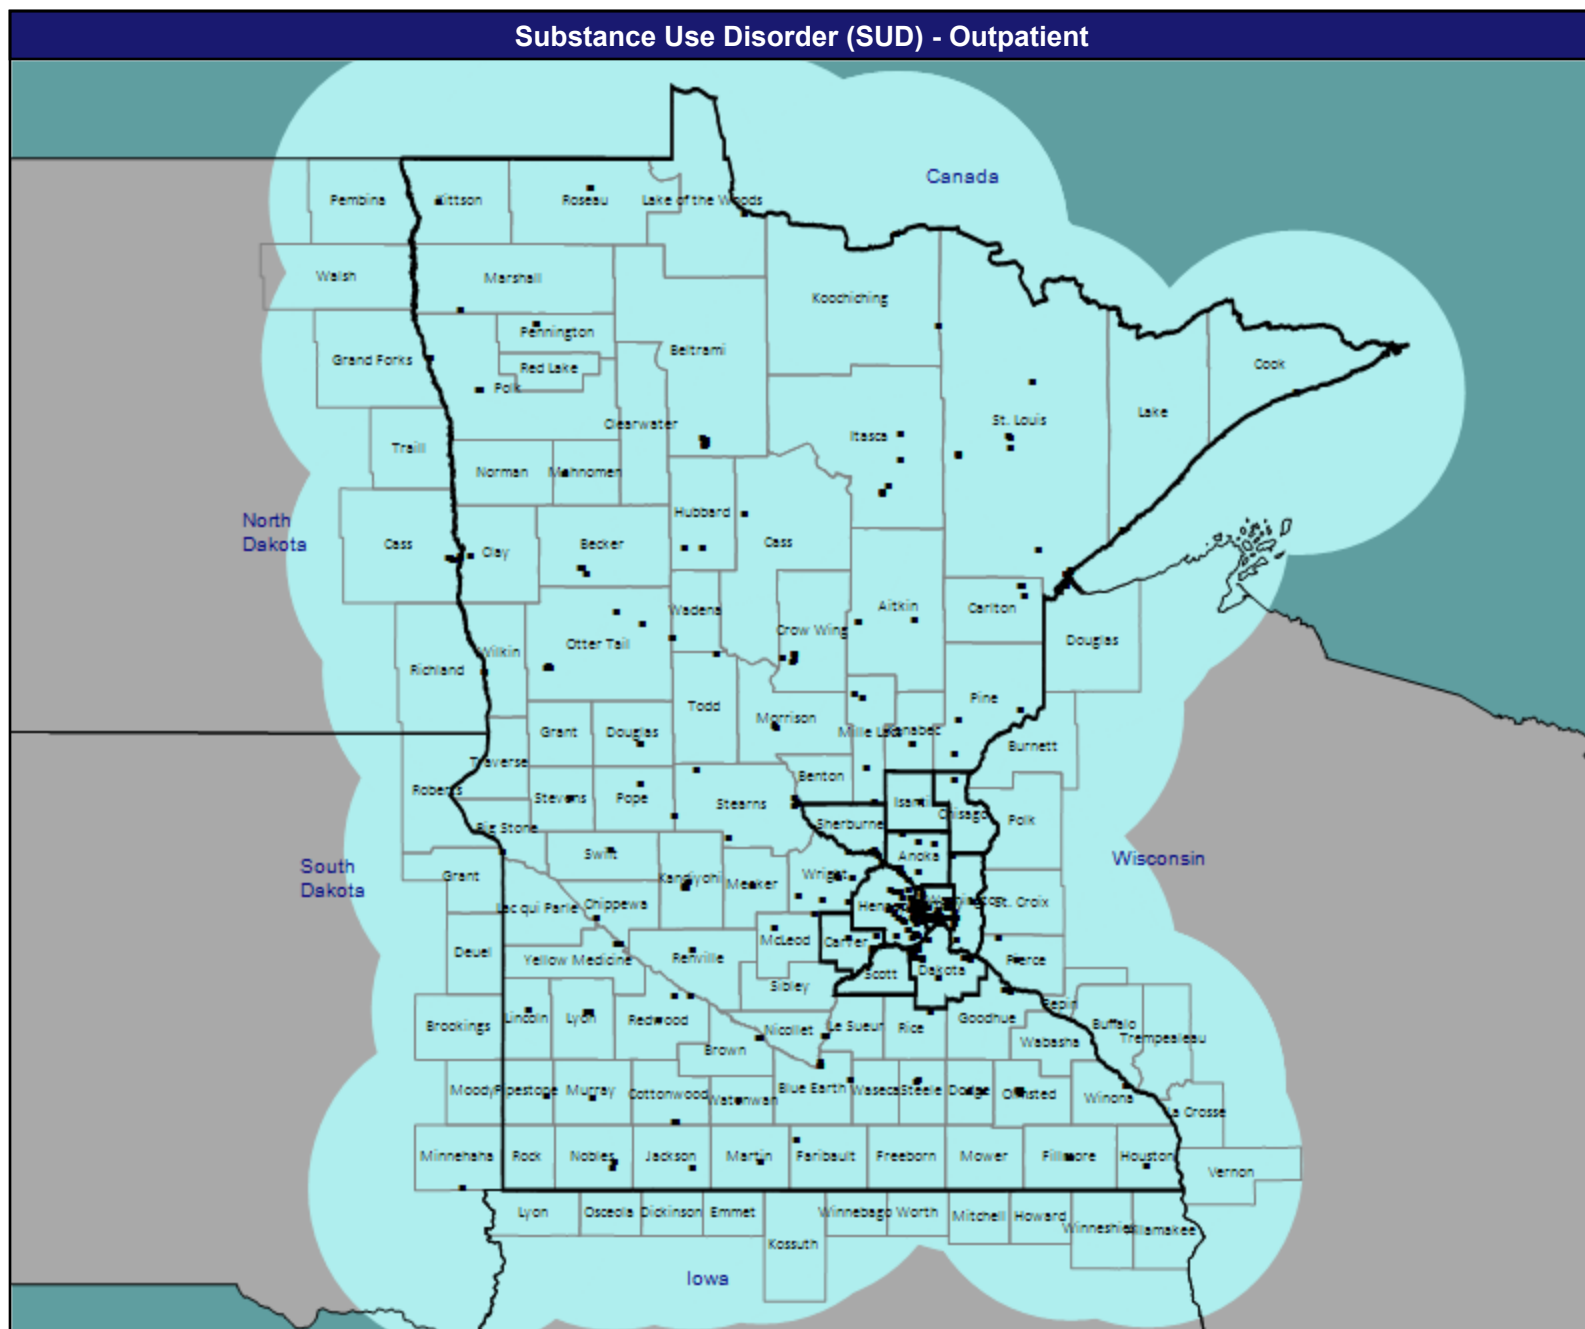 Substance Use Disorder (SUD) - Outpatient
Canada
Pembina
Kittson
Roseau
Lake of the Woods
Walsh
Marshall
Koochiching
Pennington
Grand Forks
Beltrami
Red Lake
Cook
Polk
Lake
Traill
Clearwater
Itasca
St. Louis
Norman
Mahnomen
North
Dakota
Hubbard
Cass
Clay
Becker
Cass
Wadena
Aitkin
Carlton
Crow Wing
Otter Tail
Douglas
Richland
Wilkin
Todd
Pine
Morrison
Grant
Douglas
Mille Lacs
Kanabec
Burnett
Traverse
Benton
Roberts
Stevens
Pope
Stearns
Isanti
Chisago
Polk
Big Stone
Sherburne
South
Dakota
Swift
Anoka
Wisconsin
Grant
Kandiyohi
Meeker
Wright
Lac qui Parle
Chippewa
St. Croix
Deuel
McLeod
Carver
Yellow Medicine
Renville
Scott
Dakota
Pierce
Sibley
Brookings
Lincoln
Lyon
Redwood
Nicollet
Le Sueur
Rice
Goodhue
Pepin
Buffalo
Trempealeau
Wabasha
Brown
Moody
Pipestone
Murray
Cottonwood
Watonwan
Blue Earth
Waseca
Steele
Dodge
Olmsted
Winona
La Crosse
Minnehaha
Rock
Nobles
Jackson
Martin
Faribault
Freeborn
Mower
Fillmore
Houston
Vernon
Lyon
Osceola
Dickinson
Emmet
Winnebago
Worth
Mitchell
Howard
Winneshiek
Allamakee
Kossuth
Iowa